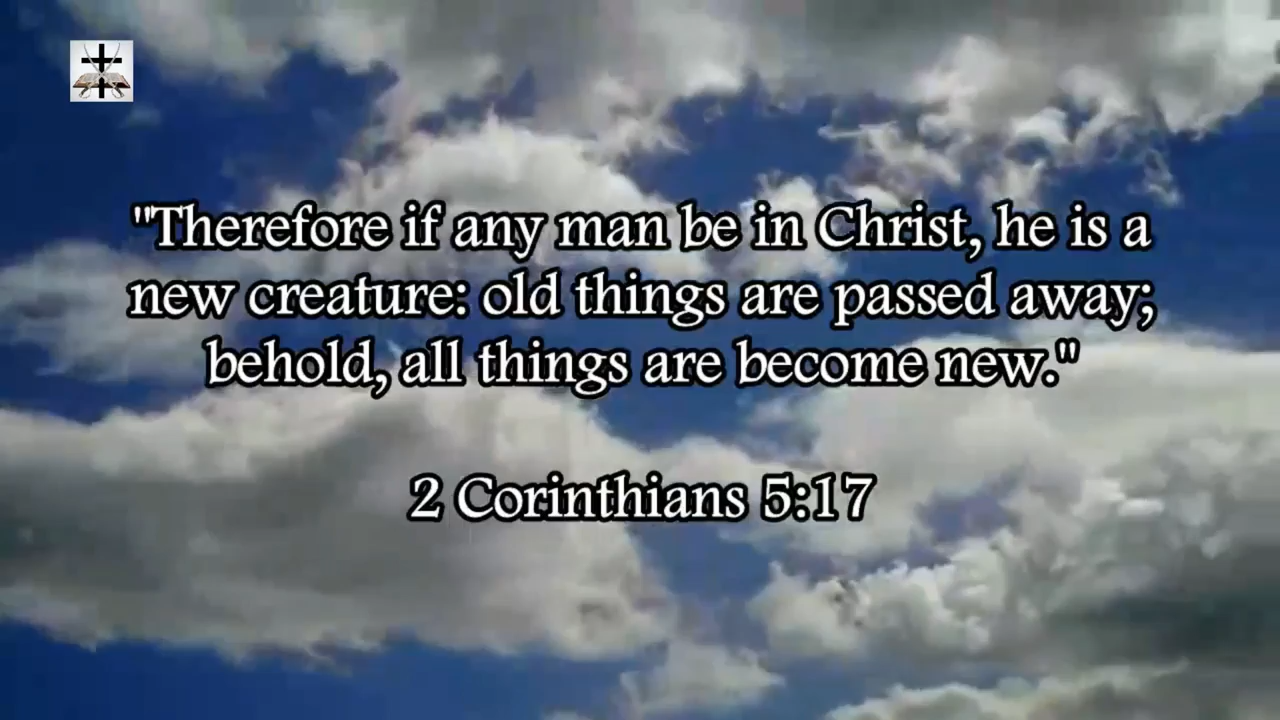 "Therefore if any man be in Christ, he is a
new creature: old things are passed away;
behold, all things are become new."
2 Corinthians 5:17